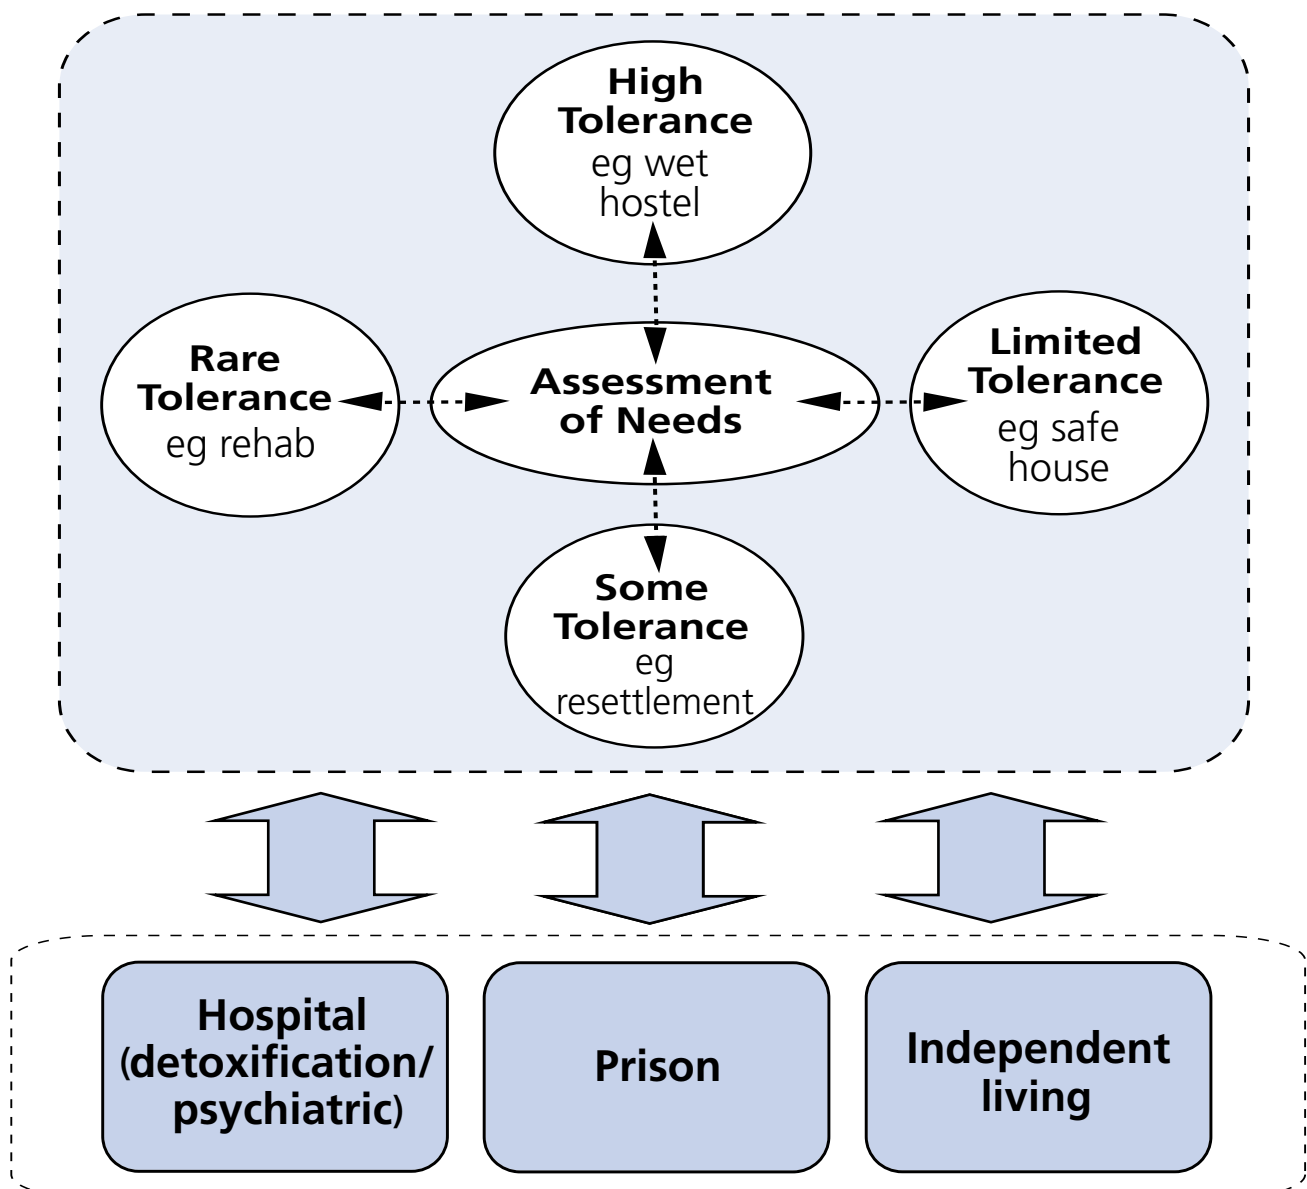 High
Tolerance
eg wet
hostel
Rare
Tolerance
eg rehab
Assessment
of Needs
Limited
Tolerance
eg safe
house
Some
Tolerance
eg
resettlement
Hospital
(detoxification/
psychiatric)
Prison
Independent
living